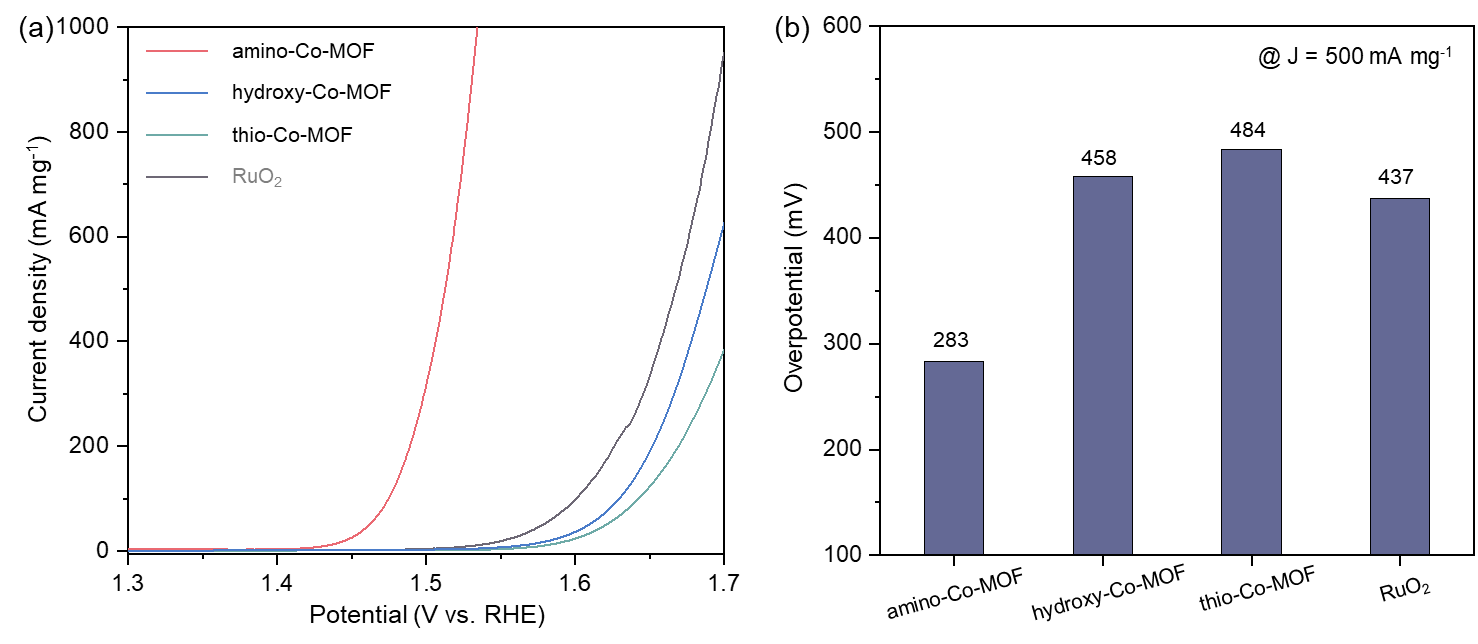 (a)
1000
800
600
400
200
0
Current density (mA mg⁻¹)
amino-Co-MOF
hydroxy-Co-MOF
thio-Co-MOF
RuO₂
1.3 1.4 1.5 1.6 1.7
Potential (V vs. RHE)
(b)
600
500
400
300
200
100
Overpotential (mV)
@ J = 500 mA mg⁻¹
283
458
484
437
amino-Co-MOF
hydroxy-Co-MOF
thio-Co-MOF
RuO₂